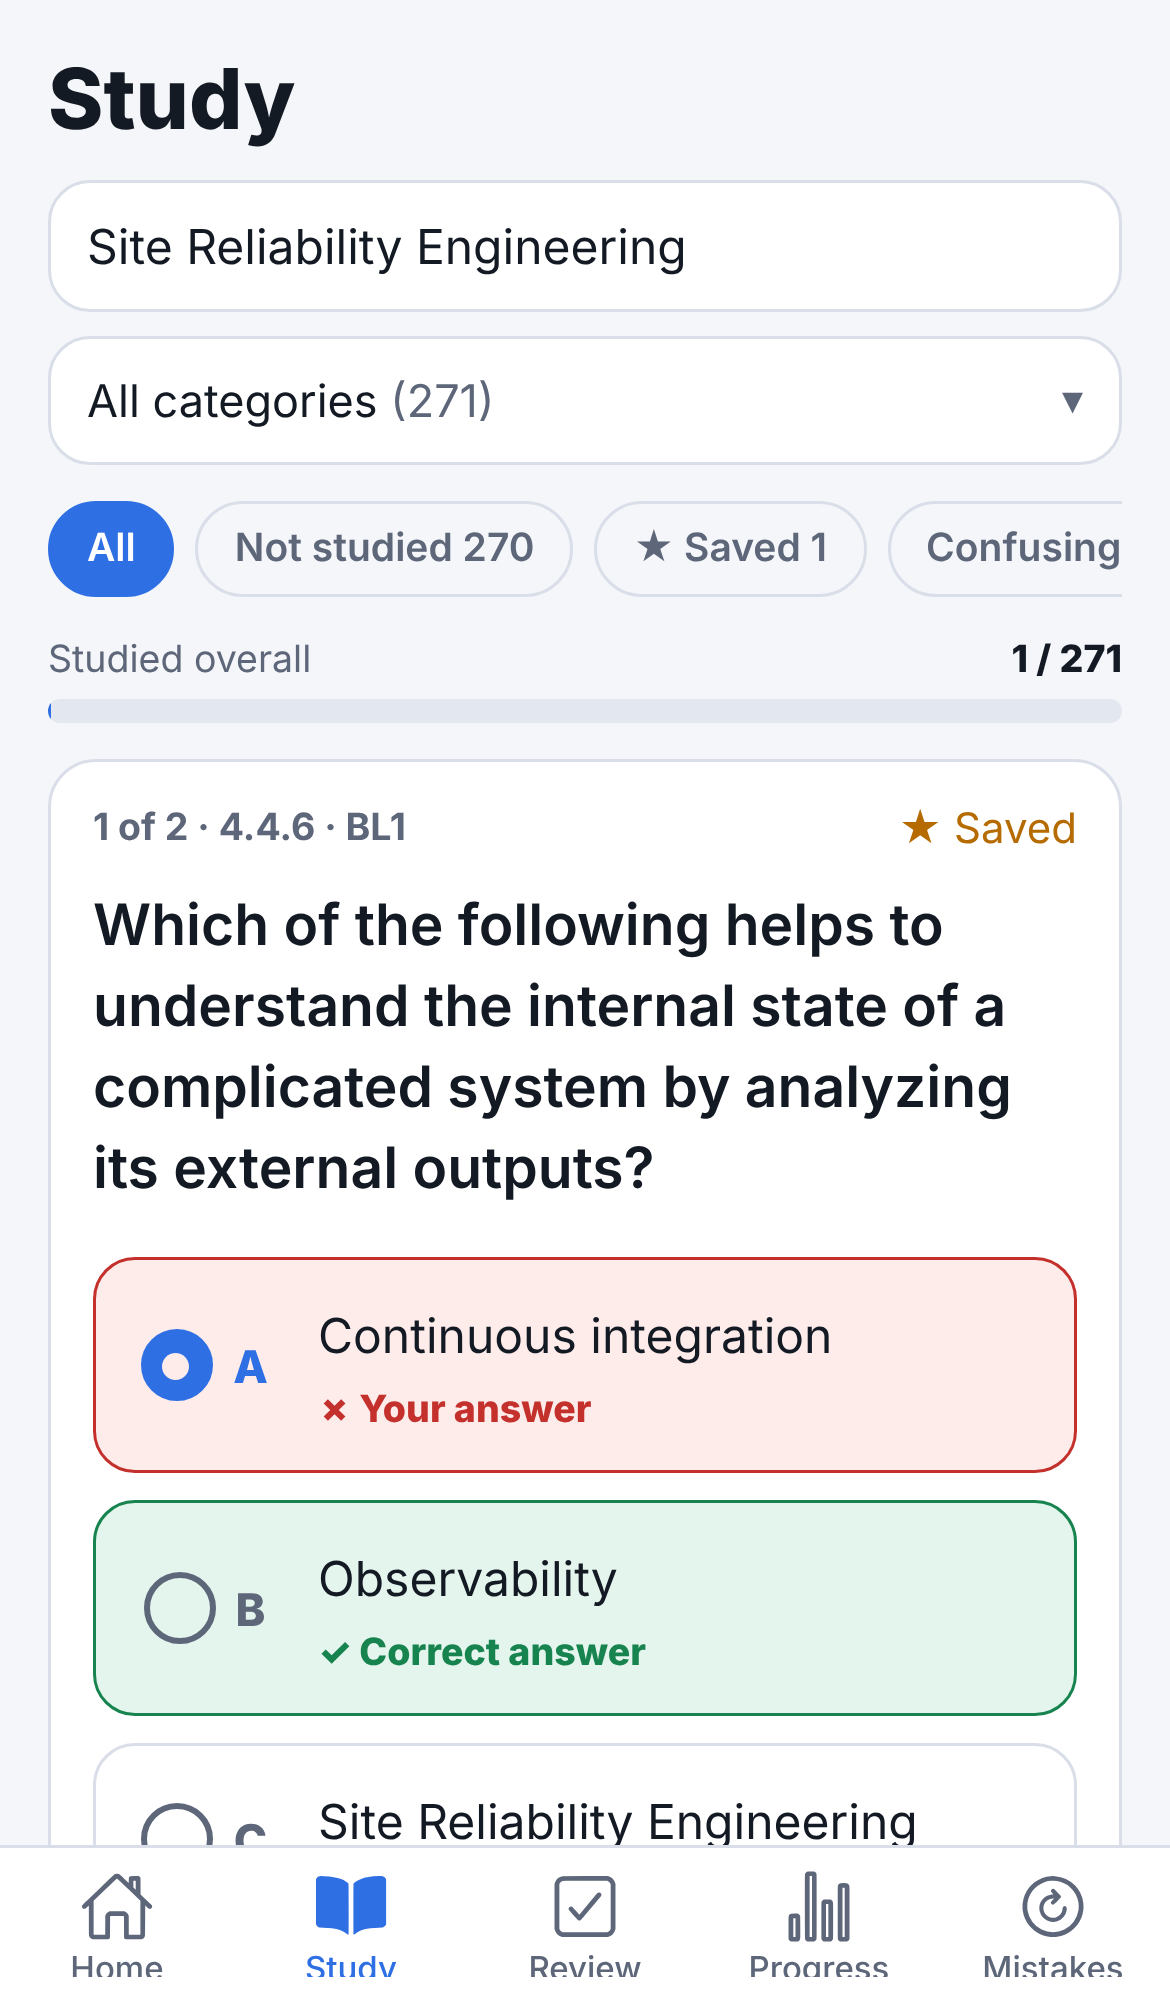 Study
Site Reliability Engineering
All categories (271)
All
Not studied 270
★ Saved 1
Confusing
Studied overall
1 / 271
1 of 2 · 4.4.6 · BL1
★ Saved
Which of the following helps to
understand the internal state of a
complicated system by analyzing
its external outputs?
A
Continuous integration
× Your answer
B
Observability
✓ Correct answer
C
Site Reliability Engineering
Home
Study
Review
Progress
Mistakes